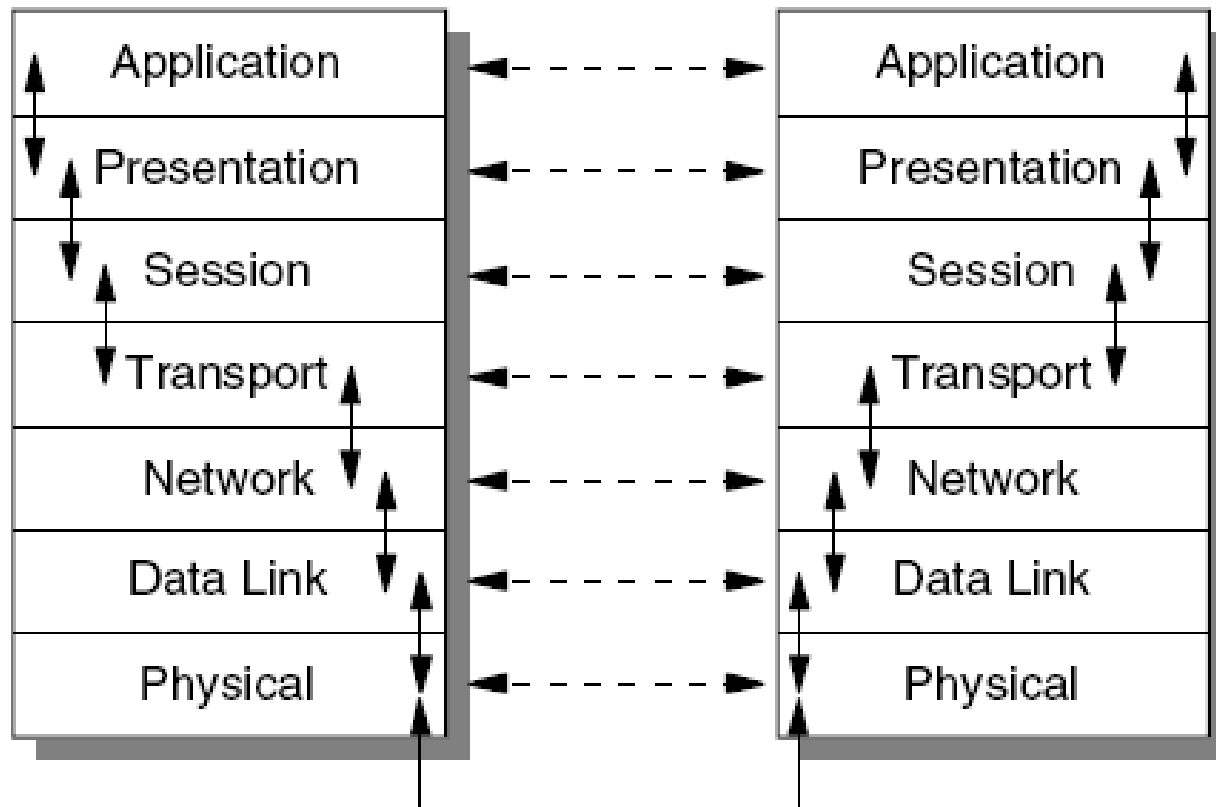 Application
Presentation
Session
Transport
Network
Data Link
Physical
Application
Presentation
Session
Transport
Network
Data Link
Physical